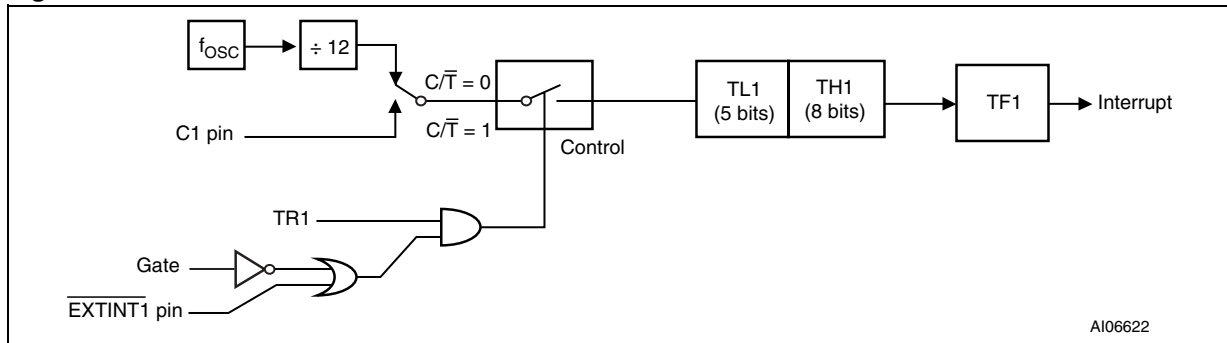 fOSC
÷ 12
C/T̅ = 0
C1 pin
C/T̅ = 1
Control
TL1
(5 bits)
TH1
(8 bits)
TF1
Interrupt
TR1
Gate
E̅X̅T̅I̅N̅T̅1̅ pin
AI06622